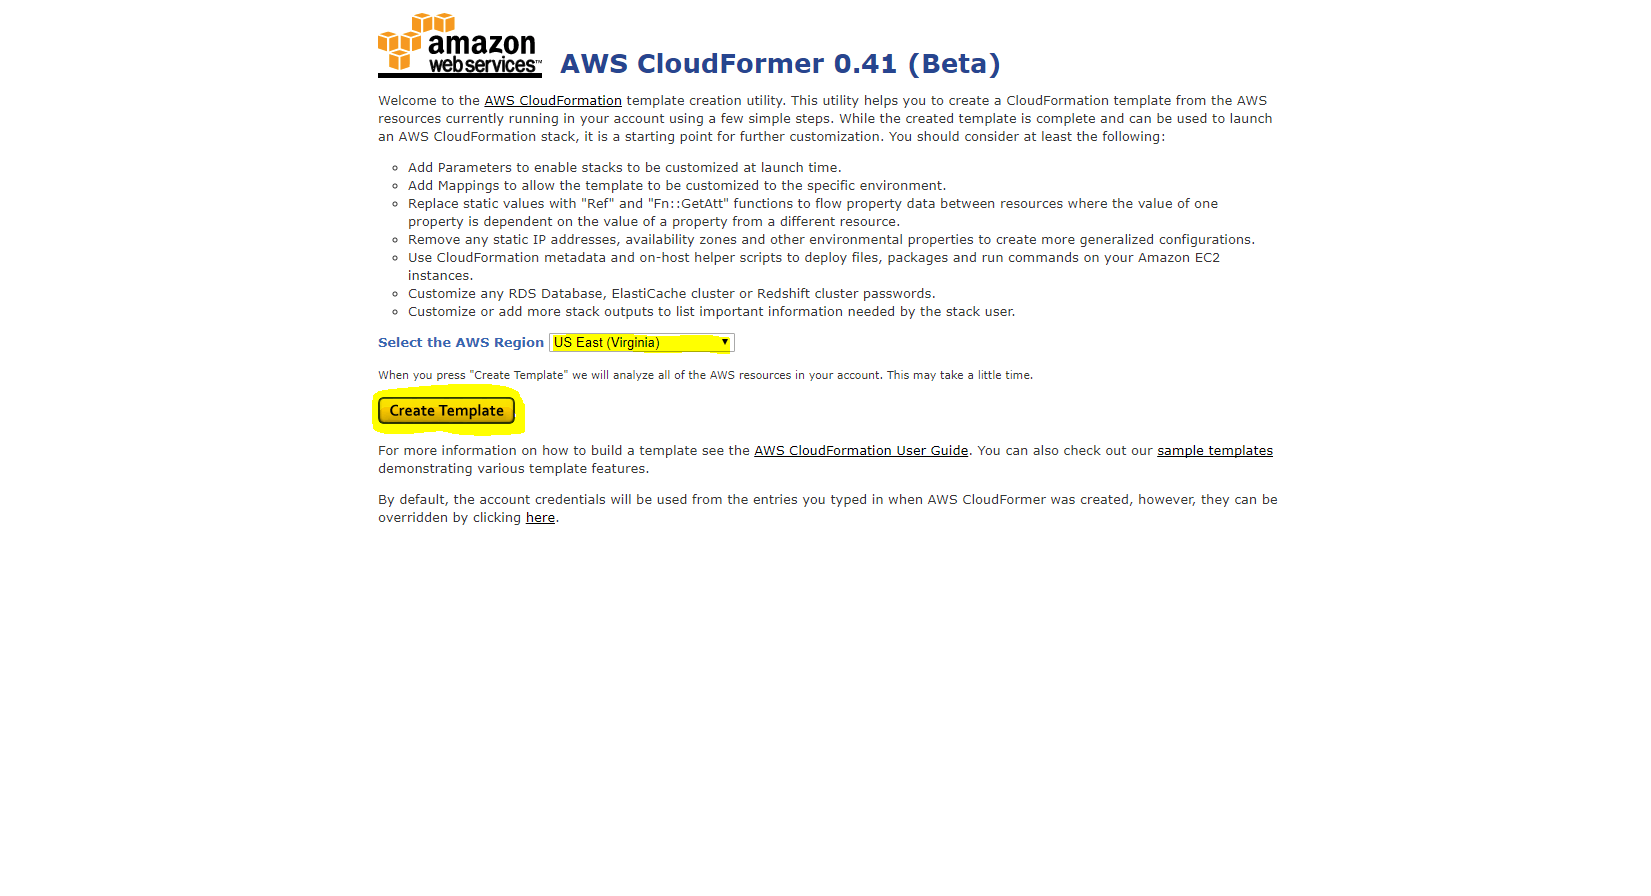 amazon
webservices™
AWS CloudFormer 0.41 (Beta)
Welcome to the AWS CloudFormation template creation utility. This utility helps you to create a CloudFormation template from the AWS
resources currently running in your account using a few simple steps. While the created template is complete and can be used to launch
an AWS CloudFormation stack, it is a starting point for further customization. You should consider at least the following:
Add Parameters to enable stacks to be customized at launch time.
Add Mappings to allow the template to be customized to the specific environment.
Replace static values with "Ref" and "Fn::GetAtt" functions to flow property data between resources where the value of one
property is dependent on the value of a property from a different resource.
Remove any static IP addresses, availability zones and other environmental properties to create more generalized configurations.
Use CloudFormation metadata and on-host helper scripts to deploy files, packages and run commands on your Amazon EC2
instances.
Customize any RDS Database, ElastiCache cluster or Redshift cluster passwords.
Customize or add more stack outputs to list important information needed by the stack user.
Select the AWS Region US East (Virginia)
When you press "Create Template" we will analyze all of the AWS resources in your account. This may take a little time.
Create Template
For more information on how to build a template see the AWS CloudFormation User Guide. You can also check out our sample templates
demonstrating various template features.
By default, the account credentials will be used from the entries you typed in when AWS CloudFormer was created, however, they can be
overridden by clicking here.